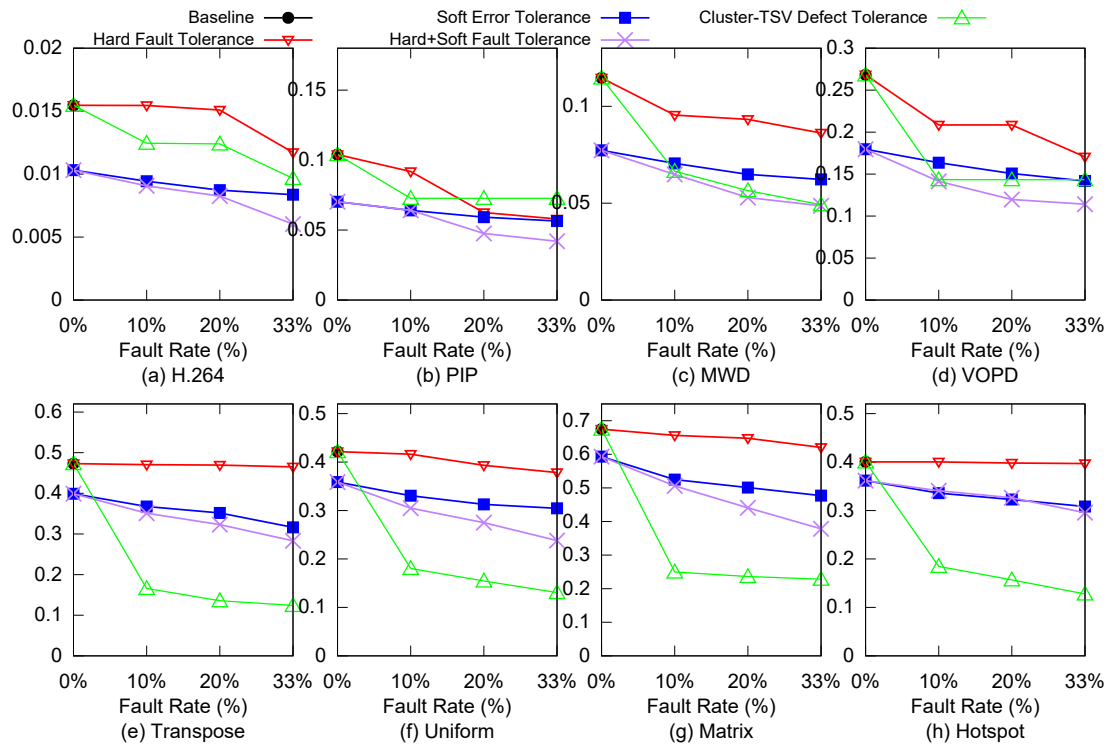 Baseline
Hard Fault Tolerance
Soft Error Tolerance
Hard+Soft Fault Tolerance
Cluster-TSV Defect Tolerance
0.02
0.015
0.01
0.005
0
0% 10% 20% 33%
Fault Rate (%)
(a) H.264
0.15
0.1
0.05
0
0% 10% 20% 33%
Fault Rate (%)
(b) PIP
0.1
0.05
0
0% 10% 20% 33%
Fault Rate (%)
(c) MWD
0.3
0.25
0.2
0.15
0.1
0.05
0
0% 10% 20% 33%
Fault Rate (%)
(d) VOPD
0.6
0.5
0.4
0.3
0.2
0.1
0
0% 10% 20% 33%
Fault Rate (%)
(e) Transpose
0.5
0.4
0.3
0.2
0.1
0
0% 10% 20% 33%
Fault Rate (%)
(f) Uniform
0.7
0.6
0.5
0.4
0.3
0.2
0.1
0
0% 10% 20% 33%
Fault Rate (%)
(g) Matrix
0.5
0.4
0.3
0.2
0.1
0
0% 10% 20% 33%
Fault Rate (%)
(h) Hotspot